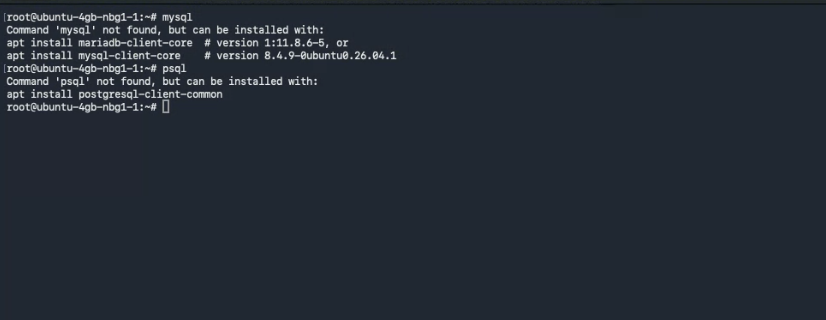 [root@ubuntu-4gb-nbg1-1:~# mysql
Command 'mysql' not found, but can be installed with:
apt install mariadb-client-core  # version 1:11.8.6-5, or
apt install mysql-client-core    # version 8.4.9-0ubuntu0.26.04.1
[root@ubuntu-4gb-nbg1-1:~# psql
Command 'psql' not found, but can be installed with:
apt install postgresql-client-common
root@ubuntu-4gb-nbg1-1:~#